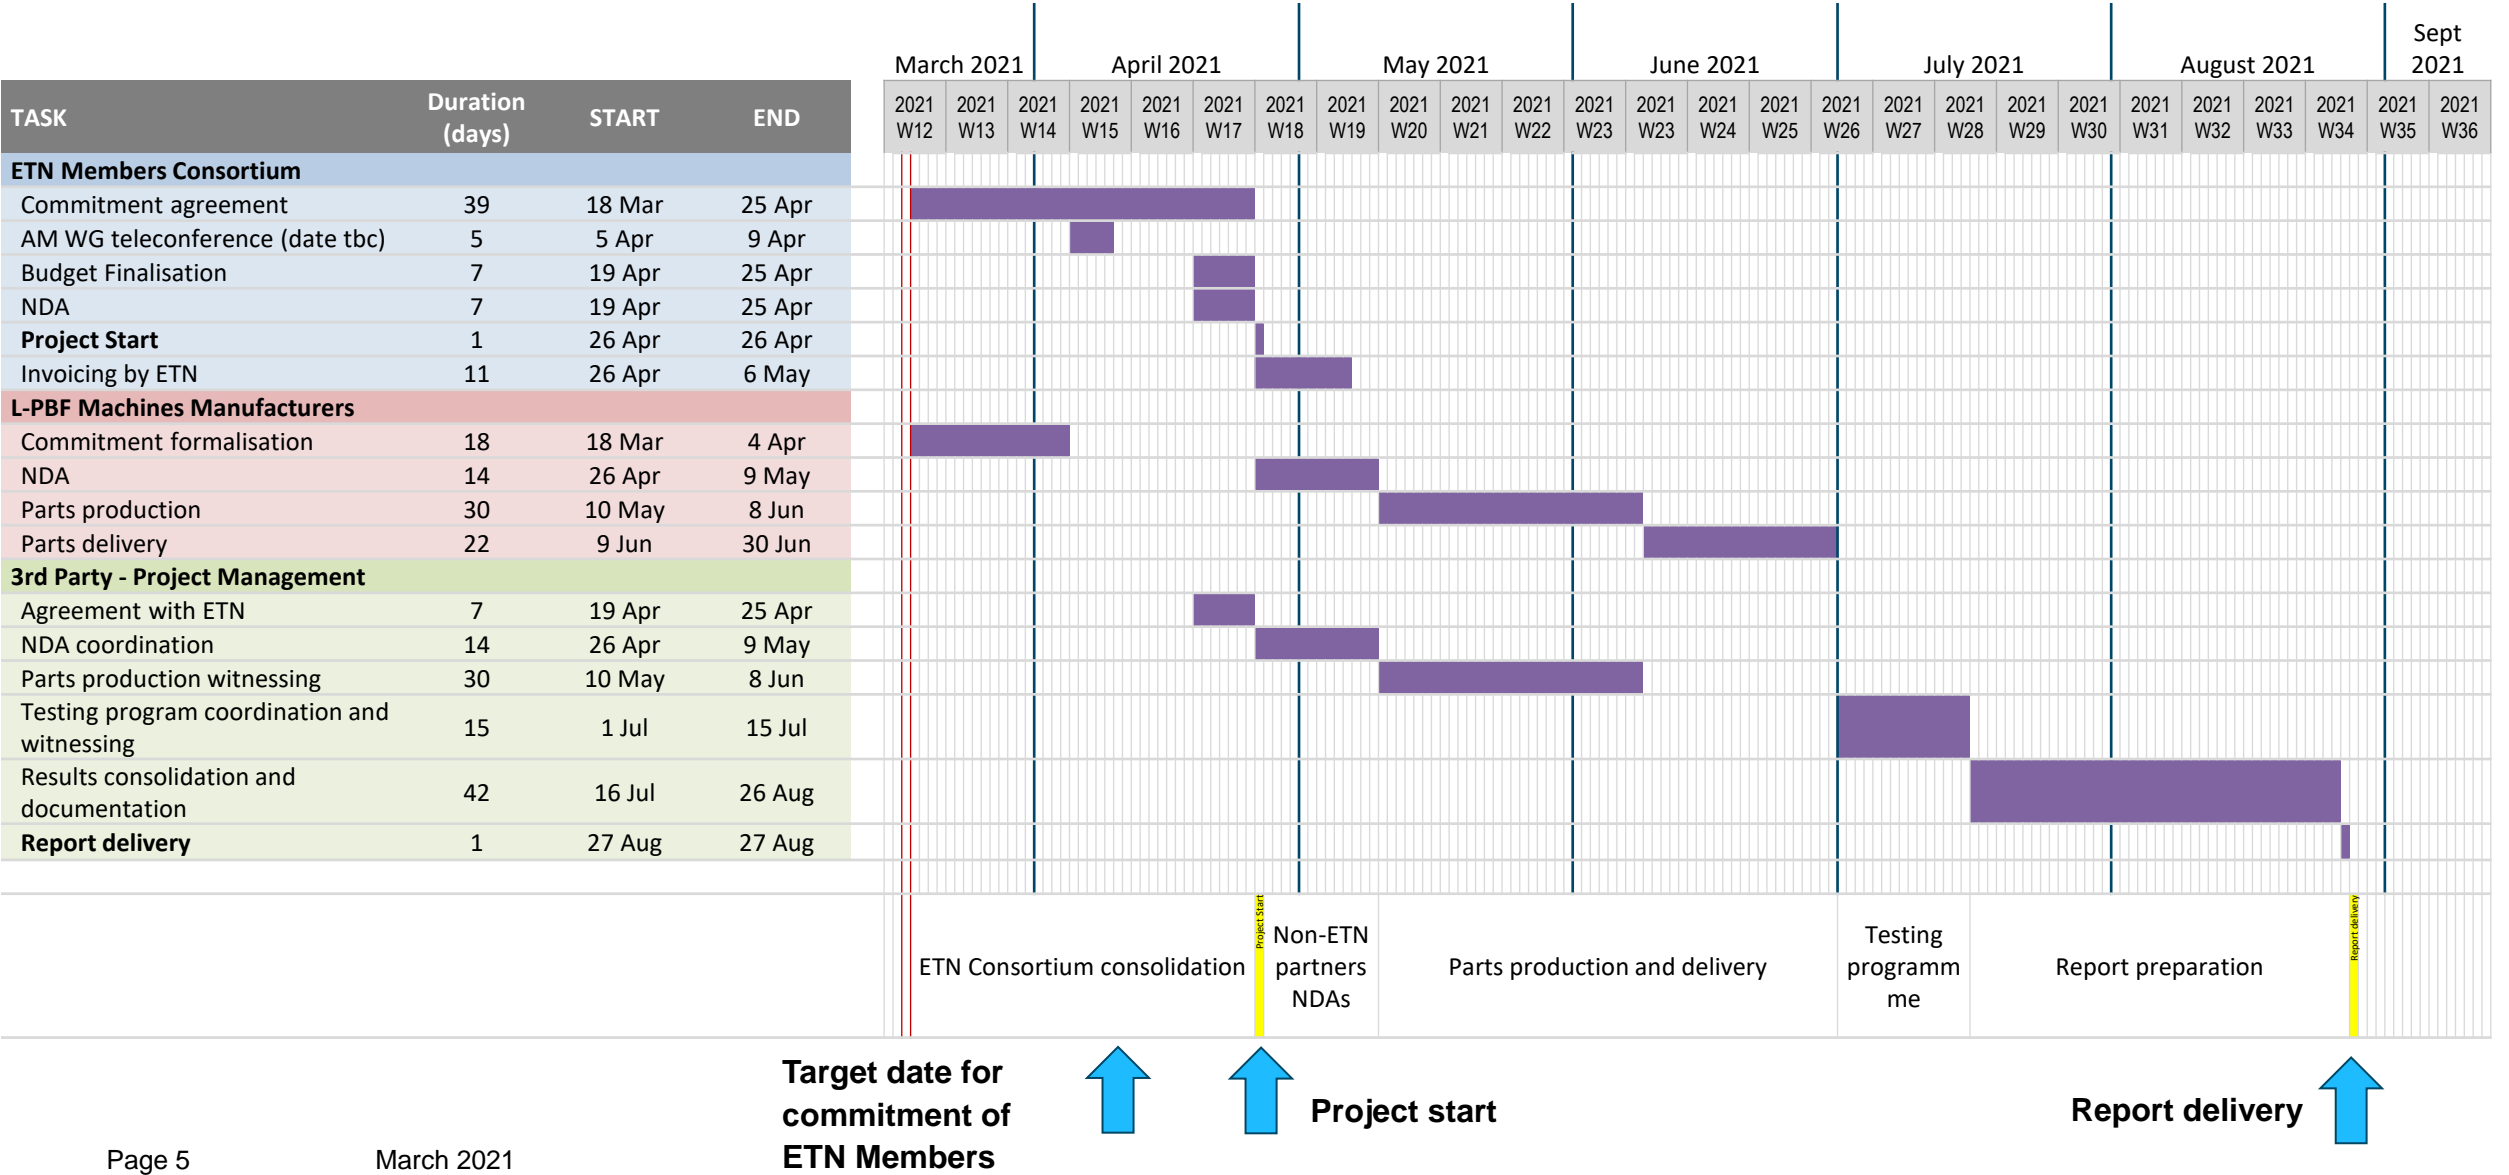 Sept
March 2021 April 2021 May 2021 June 2021 July 2021 August 2021 2021
TASK Duration (days) START END
2021 2021 2021 2021 2021 2021 2021 2021 2021 2021 2021 2021 2021 2021 2021 2021 2021 2021 2021 2021 2021 2021 2021 2021 2021 2021
W12 W13 W14 W15 W16 W17 W18 W19 W20 W21 W22 W23 W23 W24 W25 W26 W27 W28 W29 W30 W31 W32 W33 W34 W35 W36
ETN Members Consortium
Commitment agreement 39 18 Mar 25 Apr
AM WG teleconference (date tbc) 5 5 Apr 9 Apr
Budget Finalisation 7 19 Apr 25 Apr
NDA 7 19 Apr 25 Apr
Project Start 1 26 Apr 26 Apr
Invoicing by ETN 11 26 Apr 6 May
L-PBF Machines Manufacturers
Commitment formalisation 18 18 Mar 4 Apr
NDA 14 26 Apr 9 May
Parts production 30 10 May 8 Jun
Parts delivery 22 9 Jun 30 Jun
3rd Party - Project Management
Agreement with ETN 7 19 Apr 25 Apr
NDA coordination 14 26 Apr 9 May
Parts production witnessing 30 10 May 8 Jun
Testing program coordination and
witnessing 15 1 Jul 15 Jul
Results consolidation and
documentation 42 16 Jul 26 Aug
Report delivery 1 27 Aug 27 Aug
ETN Consortium consolidation
Project Start
Non-ETN
partners
NDAs
Parts production and delivery
Testing
programm
me
Report preparation
Report delivery
Target date for
commitment of
ETN Members
Project start
Report delivery
Page 5 March 2021